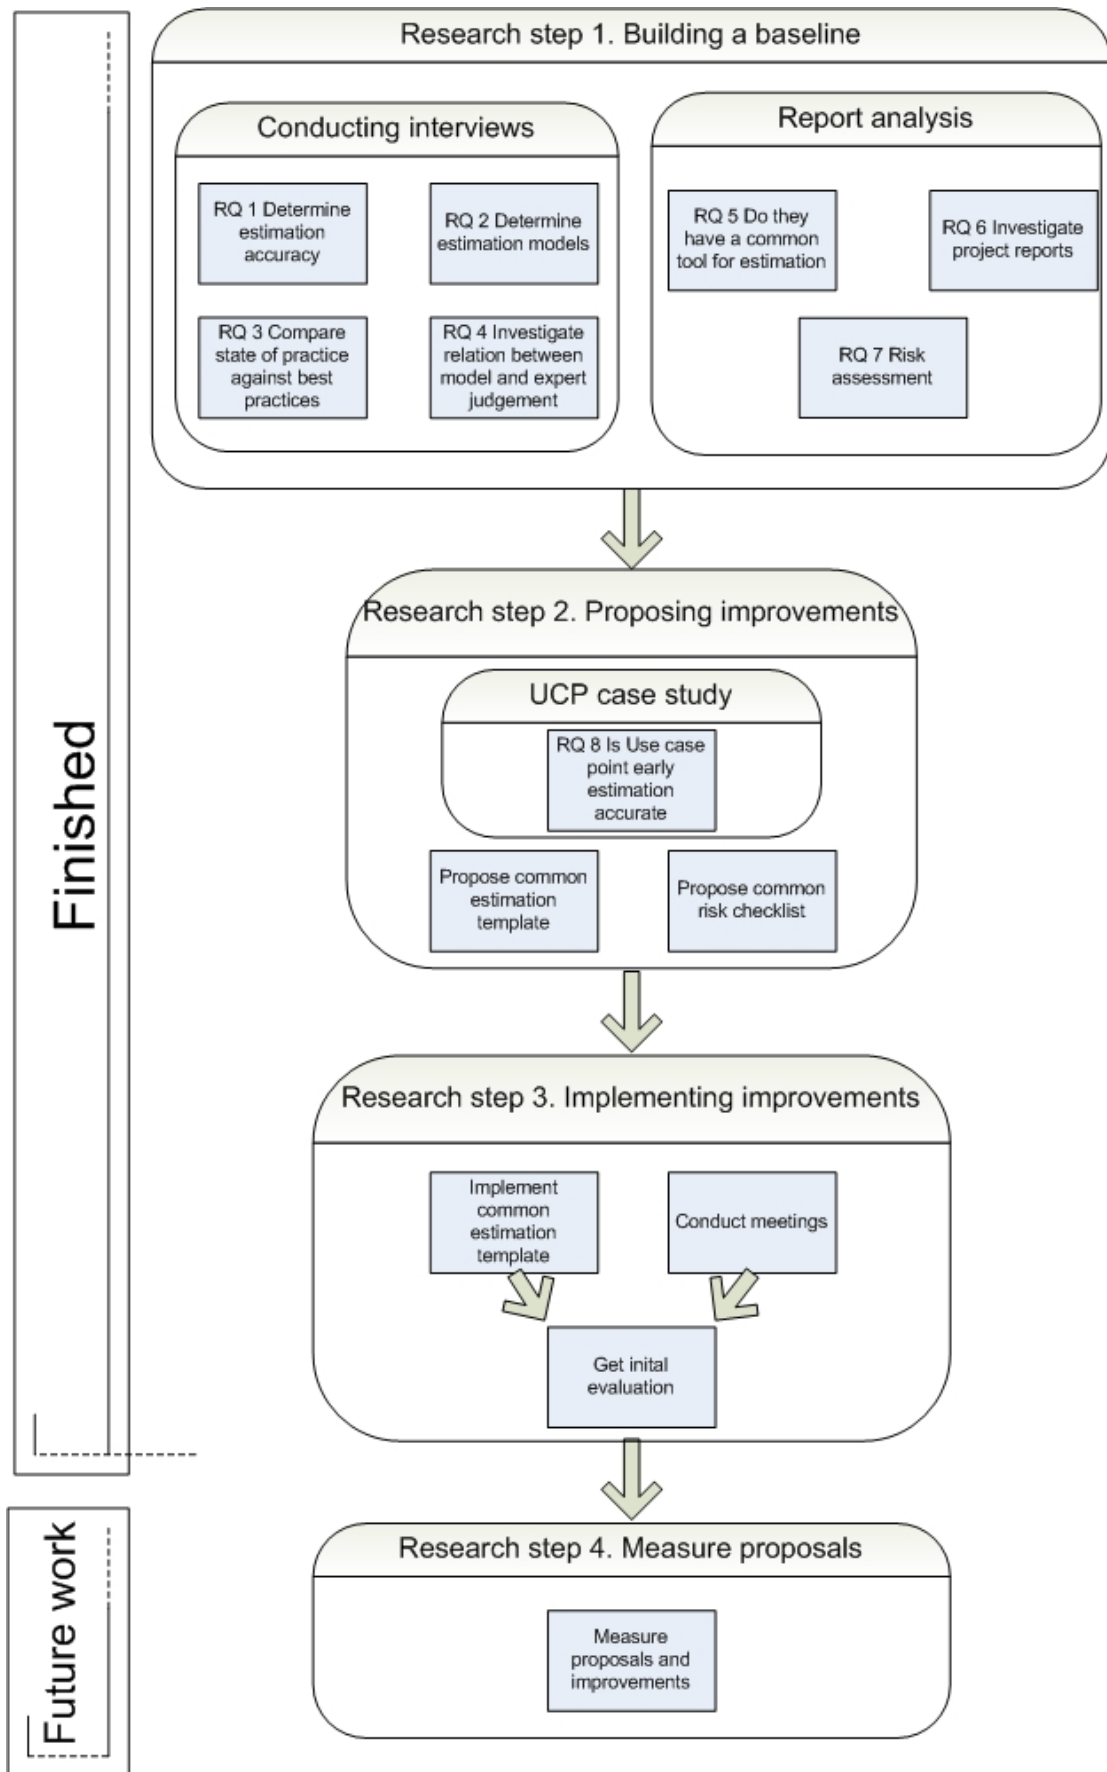 Research step 1. Building a baseline
Conducting interviews
RQ 1 Determine
estimation
accuracy
RQ 2 Determine
estimation models
RQ 3 Compare
state of practice
against best
practices
RQ 4 Investigate
relation between
model and expert
judgement
Report analysis
RQ 5 Do they
have a common
tool for estimation
RQ 6 Investigate
project reports
RQ 7 Risk
assessment
Research step 2. Proposing improvements
UCP case study
RQ 8 Is Use case
point early
estimation
accurate
Propose common
estimation
template
Propose common
risk checklist
Research step 3. Implementing improvements
Implement
common
estimation
template
Conduct meetings
Get inital
evaluation
Finished
Research step 4. Measure proposals
Measure
proposals and
improvements
Future work